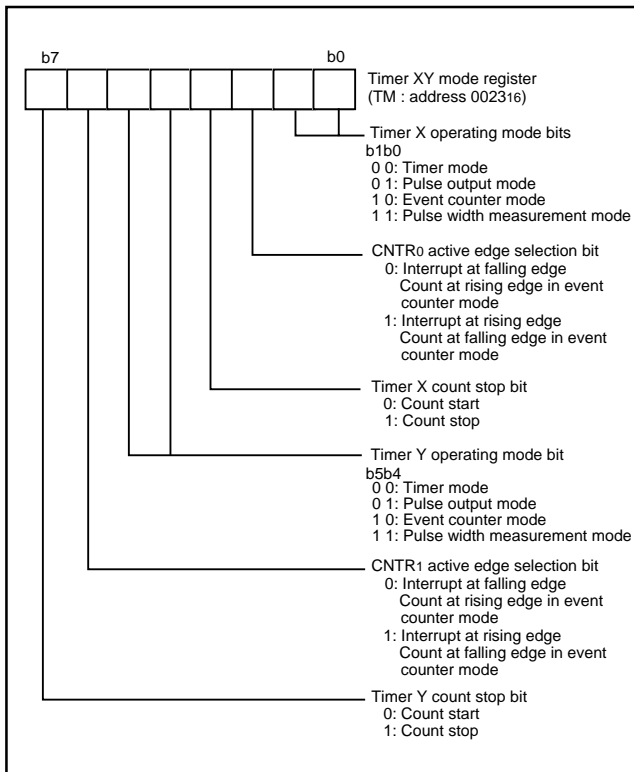 b7 b0
Timer XY mode register
(TM : address 002316)
Timer X operating mode bits
b1b0
0 0: Timer mode
0 1: Pulse output mode
1 0: Event counter mode
1 1: Pulse width measurement mode
CNTR0 active edge selection bit
0: Interrupt at falling edge
Count at rising edge in event
counter mode
1: Interrupt at rising edge
Count at falling edge in event
counter mode
Timer X count stop bit
0: Count start
1: Count stop
Timer Y operating mode bit
b5b4
0 0: Timer mode
0 1: Pulse output mode
1 0: Event counter mode
1 1: Pulse width measurement mode
CNTR1 active edge selection bit
0: Interrupt at falling edge
Count at rising edge in event
counter mode
1: Interrupt at rising edge
Count at falling edge in event
counter mode
Timer Y count stop bit
0: Count start
1: Count stop